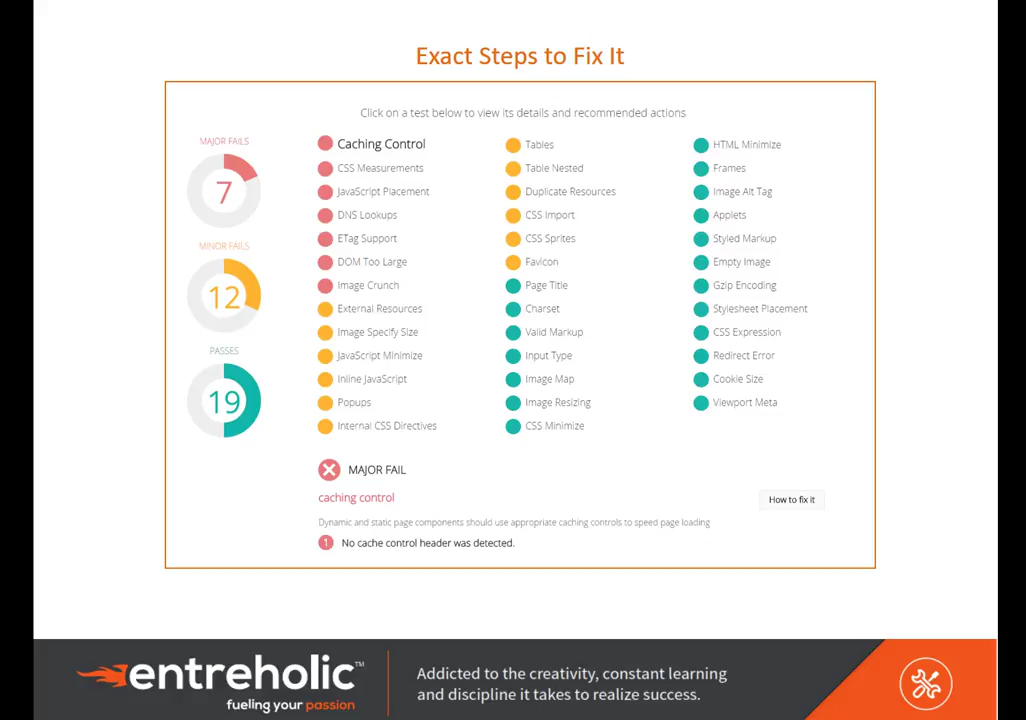 Exact Steps to Fix It
Click on a test below to view its details and recommended actions
MAJOR FAILS
7
MINOR FAILS
12
PASSES
19
Caching Control
CSS Measurements
JavaScript Placement
DNS Lookups
ETag Support
DOM Too Large
Image Crunch
External Resources
Image Specify Size
JavaScript Minimize
Inline JavaScript
Popups
Internal CSS Directives
Tables
Table Nested
Duplicate Resources
CSS Import
CSS Sprites
Favicon
Page Title
Charset
Valid Markup
Input Type
Image Map
Image Resizing
CSS Minimize
HTML Minimize
Frames
Image Alt Tag
Applets
Styled Markup
Empty Image
Gzip Encoding
Stylesheet Placement
CSS Expression
Redirect Error
Cookie Size
Viewport Meta
MAJOR FAIL
caching control
How to fix it
Dynamic and static page components should use appropriate caching controls to speed page loading
1 No cache control header was detected.
entreholic™
fueling your passion
Addicted to the creativity, constant learning
and discipline it takes to realize success.